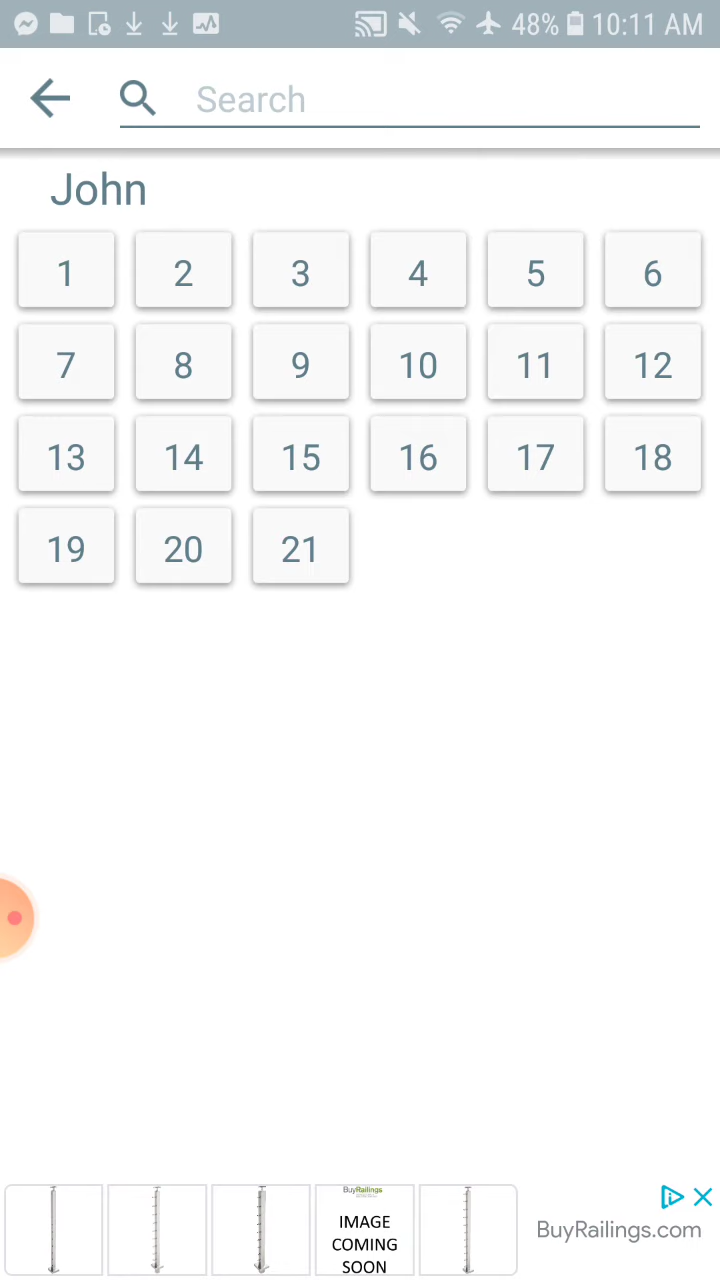 48% 10:11 AM
Search
John
1 2 3 4 5 6
7 8 9 10 11 12
13 14 15 16 17 18
19 20 21
BuyRailings
IMAGE
COMING
SOON
BuyRailings.com